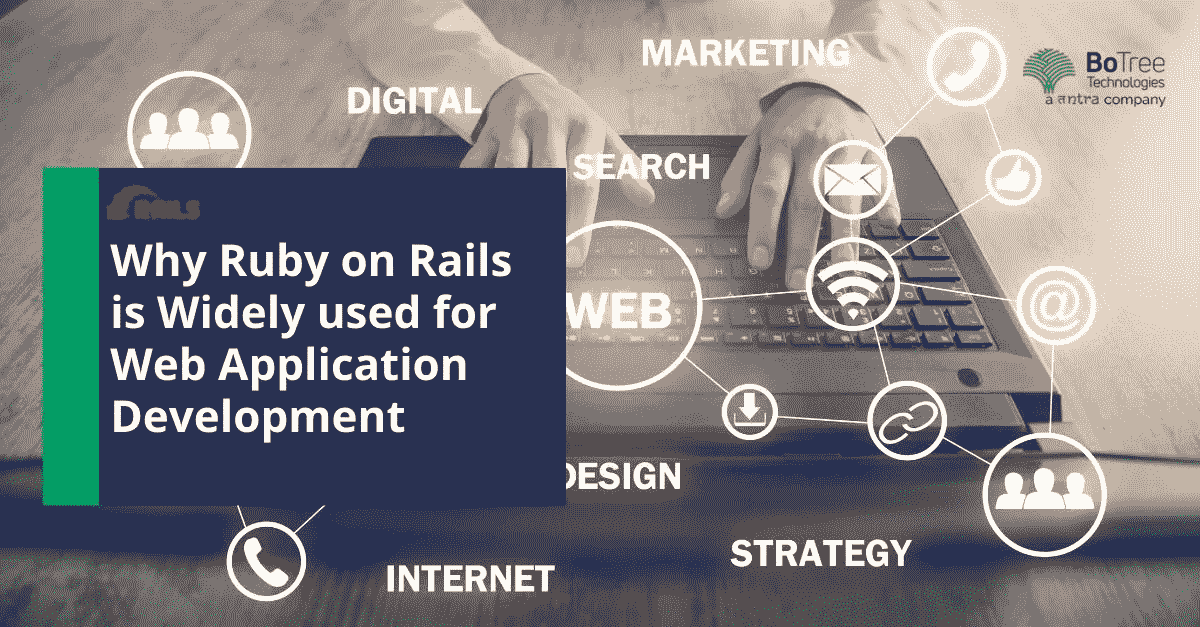 MARKETING
DIGITAL
BoTree
Technologies
a antra company
SEARCH
RAILS
Why Ruby on Rails
is Widely used for
Web Application
Development
WEB
@
DESIGN
STRATEGY
INTERNET